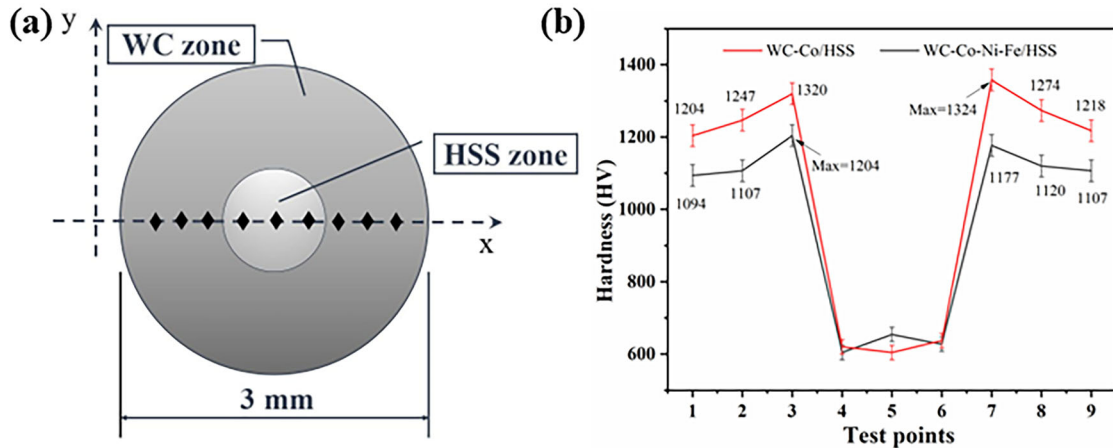 (a)
y
WC zone
HSS zone
x
3 mm
(b)
Hardness (HV)
1400
1200
1000
800
600
WC-Co/HSS
WC-Co-Ni-Fe/HSS
1204
1247
1320
Max=1324
1274
1218
1094
1107
Max=1204
1177
1120
1107
1 2 3 4 5 6 7 8 9
Test points